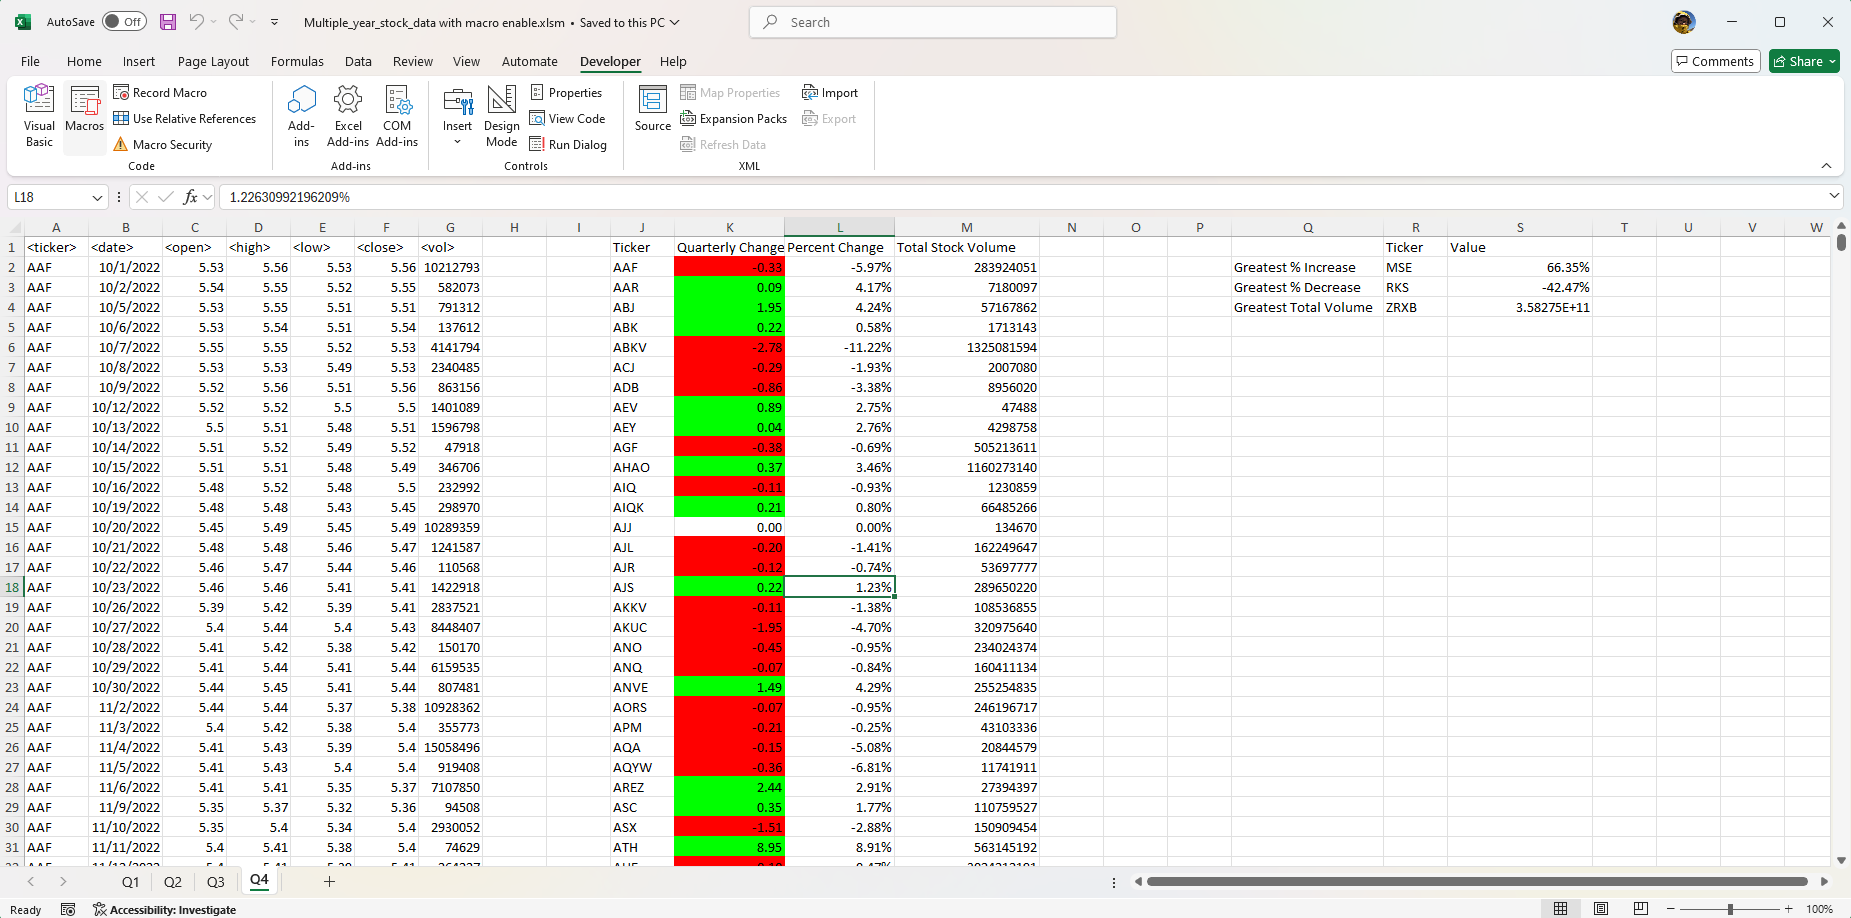 AutoSave Off Multiple_year_stock_data with macro enable.xlsm • Saved to this PC Search
File Home Insert Page Layout Formulas Data Review View Automate Developer Help Comments Share
Visual Basic Macros Record Macro Use Relative References Macro Security Code
Add-ins Excel Add-ins COM Add-ins Add-ins
Insert Design Mode Properties View Code Run Dialog Controls
Source Map Properties Expansion Packs Refresh Data Import Export XML
L18 fx 1.22630992196209%
A B C D E F G H I J K L M N O P Q R S T U V W
1 <ticker> <date> <open> <high> <low> <close> <vol> Ticker Quarterly Change Percent Change Total Stock Volume Ticker Value
2 AAF 10/1/2022 5.53 5.56 5.53 5.56 10212793 AAF -0.33 -5.97% 283924051 Greatest % Increase MSE 66.35%
3 AAF 10/2/2022 5.54 5.55 5.52 5.55 582073 AAR 0.09 4.17% 7180097 Greatest % Decrease RKS -42.47%
4 AAF 10/5/2022 5.53 5.55 5.51 5.51 791312 ABJ 1.95 4.24% 57167862 Greatest Total Volume ZRXB 3.58275E+11
5 AAF 10/6/2022 5.53 5.54 5.51 5.54 137612 ABK 0.22 0.58% 1713143
6 AAF 10/7/2022 5.55 5.55 5.52 5.53 4141794 ABKV -2.78 -11.22% 1325081594
7 AAF 10/8/2022 5.53 5.53 5.49 5.53 2340485 ACJ -0.29 -1.93% 2007080
8 AAF 10/9/2022 5.52 5.56 5.51 5.56 863156 ADB -0.86 -3.38% 8956020
9 AAF 10/12/2022 5.52 5.52 5.5 5.5 1401089 AEV 0.89 2.75% 47488
10 AAF 10/13/2022 5.5 5.51 5.48 5.51 1596798 AEY 0.04 2.76% 4298758
11 AAF 10/14/2022 5.51 5.52 5.49 5.52 47918 AGF -0.38 -0.69% 505213611
12 AAF 10/15/2022 5.51 5.51 5.48 5.49 346706 AHAO 0.37 3.46% 1160273140
13 AAF 10/16/2022 5.48 5.52 5.48 5.5 232992 AIQ -0.11 -0.93% 1230859
14 AAF 10/19/2022 5.48 5.48 5.43 5.45 298970 AIQK 0.21 0.80% 66485266
15 AAF 10/20/2022 5.45 5.49 5.45 5.49 10289359 AJJ 0.00 0.00% 134670
16 AAF 10/21/2022 5.48 5.48 5.46 5.47 1241587 AJL -0.20 -1.41% 162249647
17 AAF 10/22/2022 5.46 5.47 5.44 5.46 110568 AJR -0.12 -0.74% 53697777
18 AAF 10/23/2022 5.46 5.46 5.41 5.41 1422918 AJS 0.22 1.23% 289650220
19 AAF 10/26/2022 5.39 5.42 5.39 5.41 2837521 AKKV -0.11 -1.38% 108536855
20 AAF 10/27/2022 5.4 5.44 5.4 5.43 8448407 AKUC -1.95 -4.70% 320975640
21 AAF 10/28/2022 5.41 5.42 5.38 5.42 150170 ANO -0.45 -0.95% 234024374
22 AAF 10/29/2022 5.41 5.44 5.41 5.44 6159535 ANQ -0.07 -0.84% 160411134
23 AAF 10/30/2022 5.44 5.45 5.41 5.44 807481 ANVE 1.49 4.29% 255254835
24 AAF 11/2/2022 5.44 5.44 5.37 5.38 10928362 AORS -0.07 -0.95% 246196717
25 AAF 11/3/2022 5.4 5.42 5.38 5.4 355773 APM -0.21 -0.25% 43103336
26 AAF 11/4/2022 5.41 5.43 5.39 5.4 15058496 AQA -0.15 -5.08% 20844579
27 AAF 11/5/2022 5.41 5.43 5.4 5.4 919408 AQYW -0.36 -6.81% 11741911
28 AAF 11/6/2022 5.41 5.41 5.35 5.37 7107850 AREZ 2.44 2.91% 27394397
29 AAF 11/9/2022 5.35 5.37 5.32 5.36 94508 ASC 0.35 1.77% 110759527
30 AAF 11/10/2022 5.35 5.4 5.34 5.4 2930052 ASX -1.51 -2.88% 150909454
31 AAF 11/11/2022 5.4 5.41 5.38 5.4 74629 ATH 8.95 8.91% 563145192
Q1 Q2 Q3 Q4
Ready Accessibility: Investigate 100%